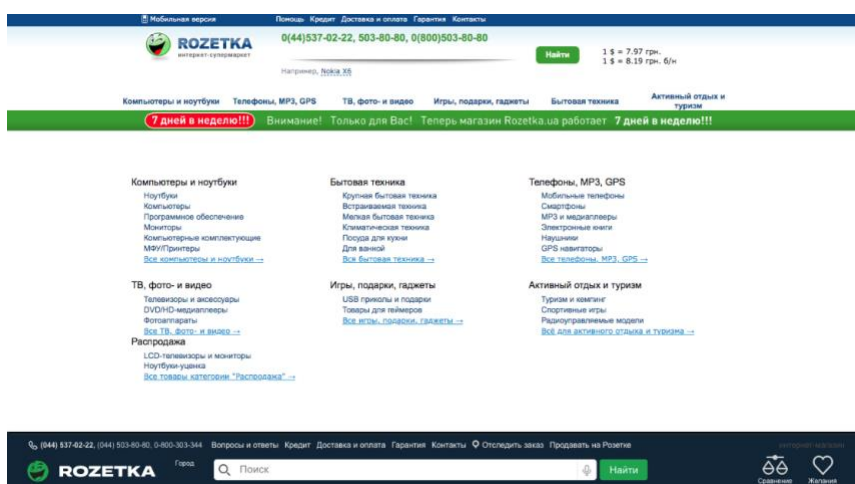 Мобильная версия Помощь Кредит Доставка и оплата Гарантия Контакты
ROZETKA
интернет-супермаркет
0(44)537-02-22, 503-80-80, 0(800)503-80-80
Найти
1 $ = 7.97 грн.
1 $ = 8.19 грн. б/н
Например, Nokia X6
Компьютеры и ноутбуки Телефоны, MP3, GPS ТВ, фото- и видео Игры, подарки, гаджеты Бытовая техника Активный отдых и туризм
7 дней в неделю!!! Внимание! Только для Вас! Теперь магазин Rozetka.ua работает 7 дней в неделю!!!
Компьютеры и ноутбуки
Ноутбуки
Компьютеры
Программное обеспечение
Мониторы
Компьютерные комплектующие
МФУ/Принтеры
Все компьютеры и ноутбуки →
Бытовая техника
Крупная бытовая техника
Встраиваемая техника
Мелкая бытовая техника
Климатическая техника
Посуда для кухни
Для ванной
Вся бытовая техника →
Телефоны, MP3, GPS
Мобильные телефоны
Смартфоны
MP3 и медиаплееры
Электронные книги
Наушники
GPS навигаторы
Все телефоны, MP3, GPS →
ТВ, фото- и видео
Телевизоры и аксессуары
DVD/HD-медиаплееры
Фотоаппараты
Все ТВ, фото- и видео →
Игры, подарки, гаджеты
USB приколы и подарки
Товары для геймеров
Все игры, подарки, гаджеты →
Активный отдых и туризм
Туризм и кемпинг
Спортивные игры
Радиоуправляемые модели
Всё для активного отдыха и туризма →
Распродажа
LCD-телевизоры и мониторы
Ноутбуки-уценка
Все товары категории "Распродажа" →
(044) 537-02-22, (044) 503-80-80, 0-800-303-344 Вопросы и ответы Кредит Доставка и оплата Гарантия Контакты Отследить заказ Продавать на Розетке
интернет-магазин
ROZETKA
Город
Поиск
Найти
Сравнение
Желания